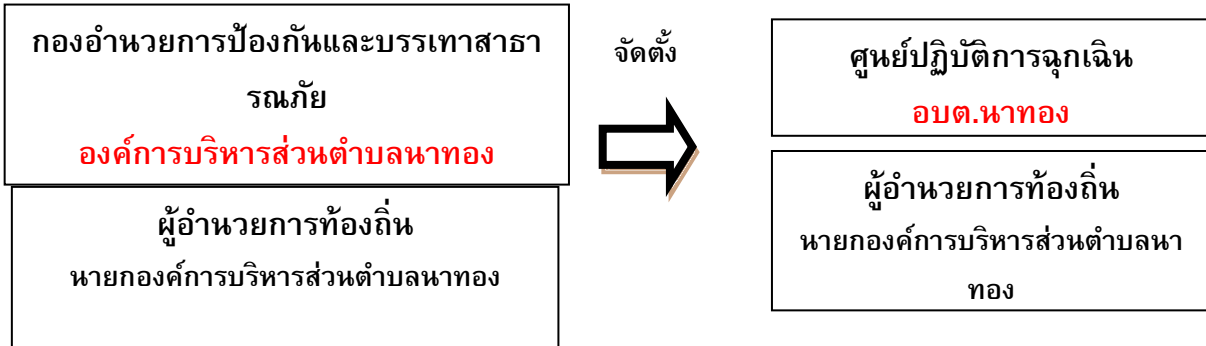 กองอำนวยการป้องกันและบรรเทาสาธา
รณภัย
องค์การบริหารส่วนตำบลนาทอง
ผู้อำนวยการท้องถิ่น
นายกองค์การบริหารส่วนตำบลนาทอง
จัดตั้ง
ศูนย์ปฏิบัติการฉุกเฉิน
อบต.นาทอง
ผู้อำนวยการท้องถิ่น
นายกองค์การบริหารส่วนตำบลนา
ทอง